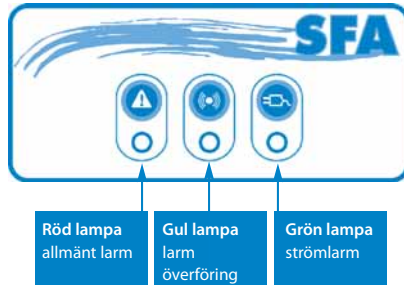 SFA
Röd lampa
allmänt larm
Gul lampa
larm
överföring
Grön lampa
strömlarm